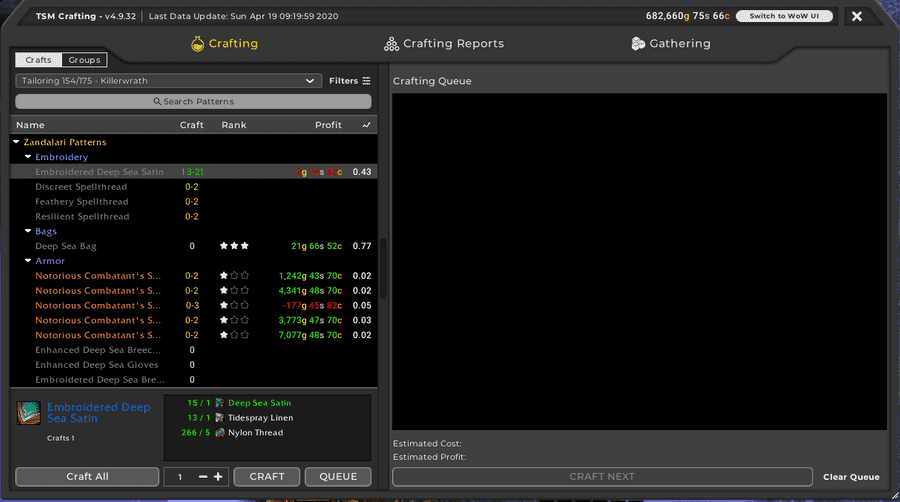 TSM Crafting - v4.9.32 Last Data Update: Sun Apr 19 09:19:59 2020 682,660g 75s 66c Switch to WoW UI
Crafting Crafting Reports Gathering
Crafts Groups
Tailoring 154/175 - Killerwrath Filters
Search Patterns
Name Craft Rank Profit
Zandalari Patterns
Embroidery
Embroidered Deep Sea Satin 13-21 0.43
Discreet Spellthread 0-2
Feathery Spellthread 0-2
Resilient Spellthread 0-2
Bags
Deep Sea Bag 0 21g 66s 52c 0.77
Armor
Notorious Combatant's S... 0-2 1,242g 43s 70c 0.02
Notorious Combatant's S... 0-2 4,341g 48s 70c 0.02
Notorious Combatant's S... 0-3 -177g 45s 82c 0.05
Notorious Combatant's S... 0-2 3,773g 47s 70c 0.03
Notorious Combatant's S... 0-2 7,077g 48s 70c 0.02
Enhanced Deep Sea Breec... 0
Enhanced Deep Sea Gloves 0
Embroidered Deep Sea Bre... 0
Embroidered Deep
Sea Satin
Crafts 1
15 / 1 Deep Sea Satin
13 / 1 Tidespray Linen
266 / 5 Nylon Thread
Craft All 1 CRAFT QUEUE
Crafting Queue
Estimated Cost:
Estimated Profit:
CRAFT NEXT Clear Queue